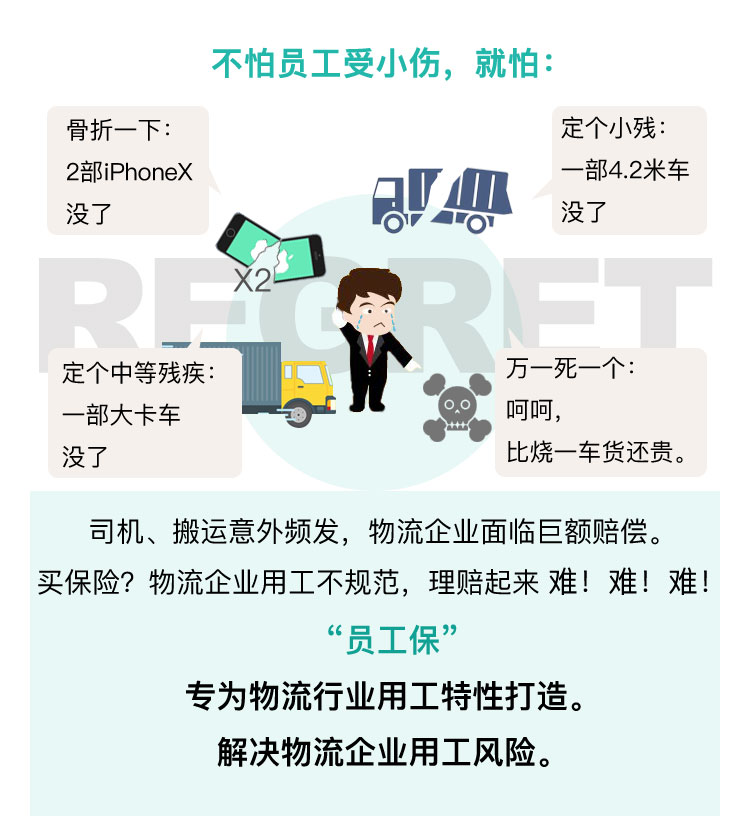 不怕员工受小伤，就怕：
骨折一下：
2部iPhoneX
没了
定个小残：
一部4.2米车
没了
X2
REGRET
定个中等残疾：
一部大卡车
没了
万一死一个：
呵呵，
比烧一车货还贵。
司机、搬运意外频发，物流企业面临巨额赔偿。
买保险？物流企业用工不规范，理赔起来 难！难！难！
“员工保”
专为物流行业用工特性打造。
解决物流企业用工风险。